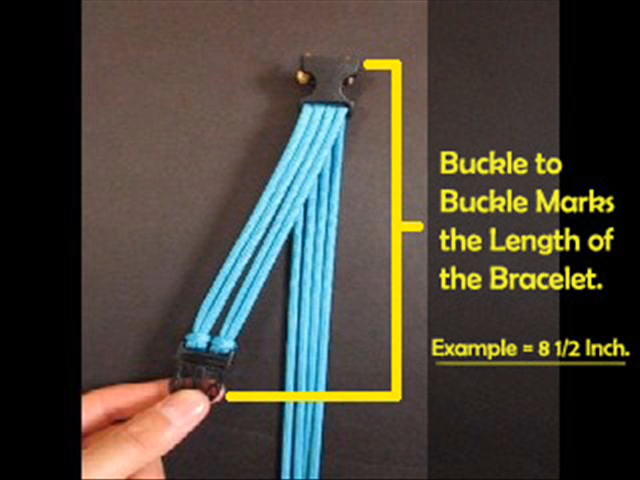 Buckle to
Buckle Marks
the Length of
the Bracelet.
Example = 8 1/2 Inch.